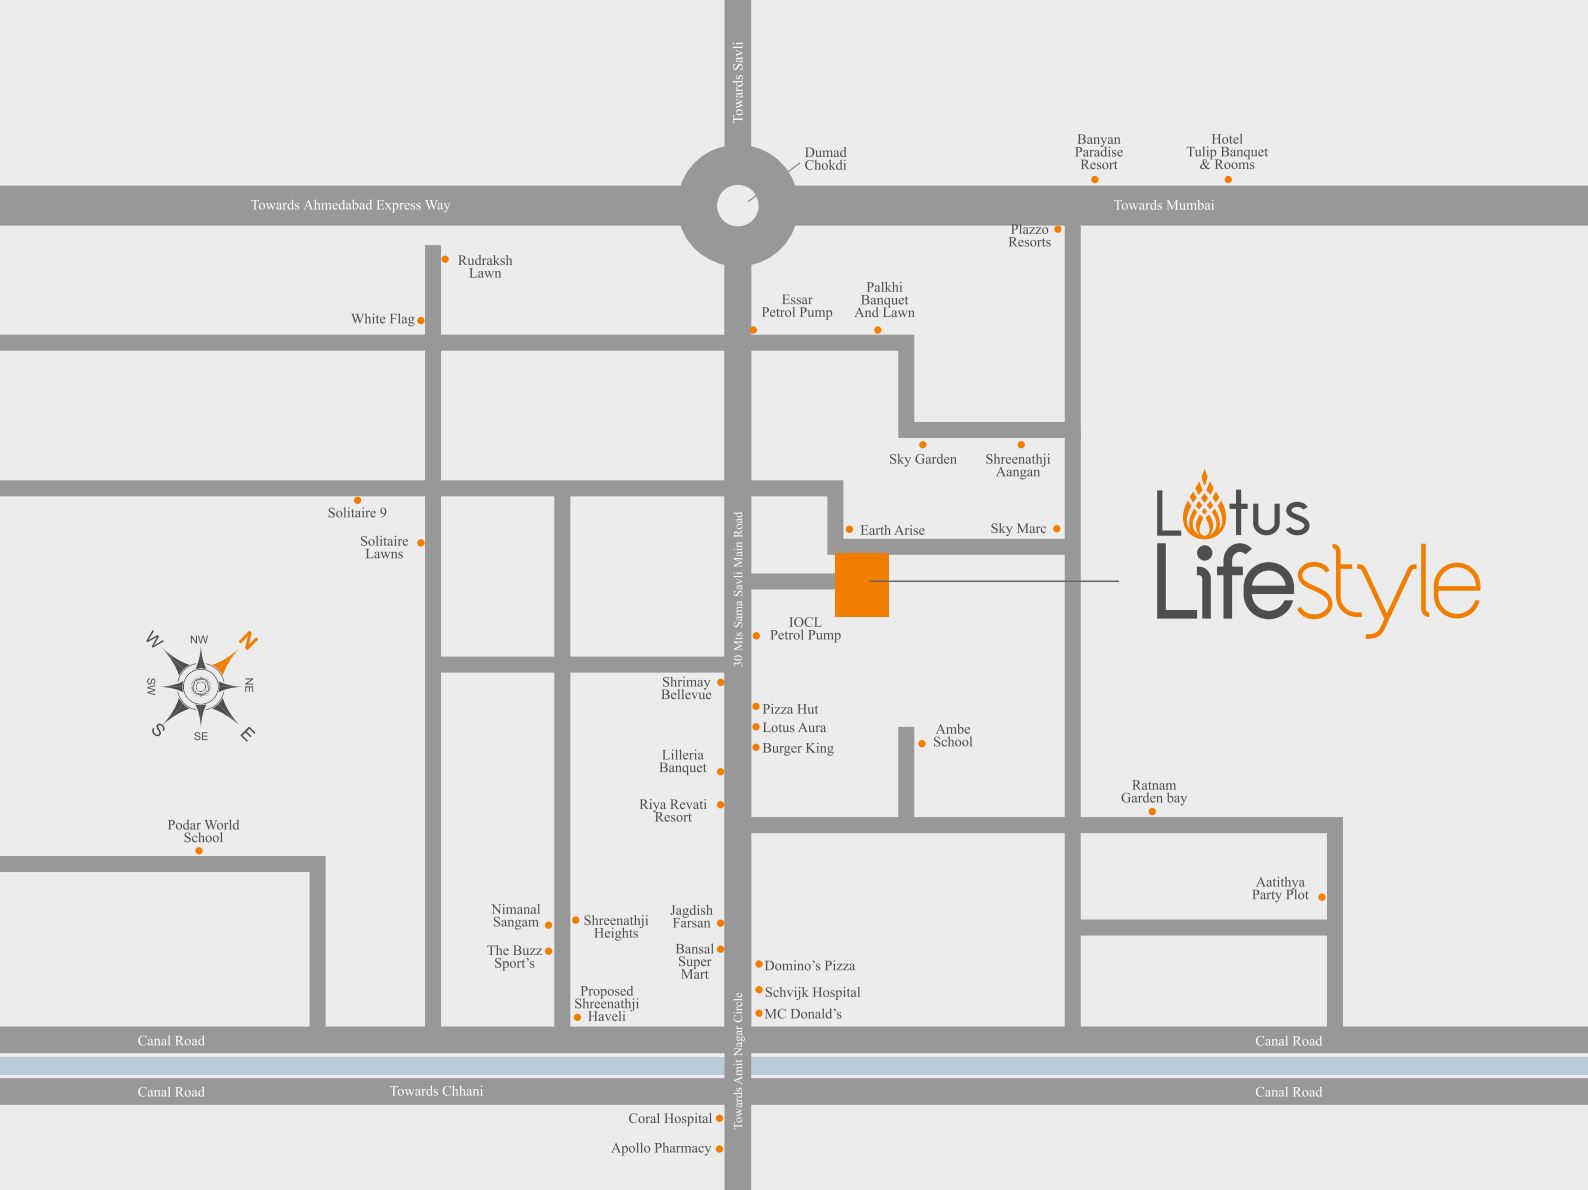 Towards Savli
Dumad
Chokdi
Banyan
Paradise
Resort
Hotel
Tulip Banquet
& Rooms
Towards Ahmedabad Express Way
Towards Mumbai
Plazzo
Resorts
Rudraksh
Lawn
White Flag
Essar
Petrol Pump
Palkhi
Banquet
And Lawn
Sky Garden
Shreenathji
Aangan
Solitaire 9
Solitaire
Lawns
30 Mts Sama Savli Main Road
Earth Arise
Sky Marc
Lotus
Lifestyle
IOCL
Petrol Pump
W
NW
N
SW
NE
S
SE
E
Shrimay
Bellevue
Pizza Hut
Lotus Aura
Burger King
Ambe
School
Lilleria
Banquet
Riya Revati
Resort
Ratnam
Garden bay
Podar World
School
Aatithya
Party Plot
Nimanal
Sangam
Shreenathji
Heights
Jagdish
Farsan
The Buzz
Sport's
Bansal
Super
Mart
Domino's Pizza
Schvijk Hospital
MC Donald's
Proposed
Shreenathji
Haveli
Towards Amit Nagar Circle
Canal Road
Canal Road
Canal Road
Towards Chhani
Canal Road
Coral Hospital
Apollo Pharmacy